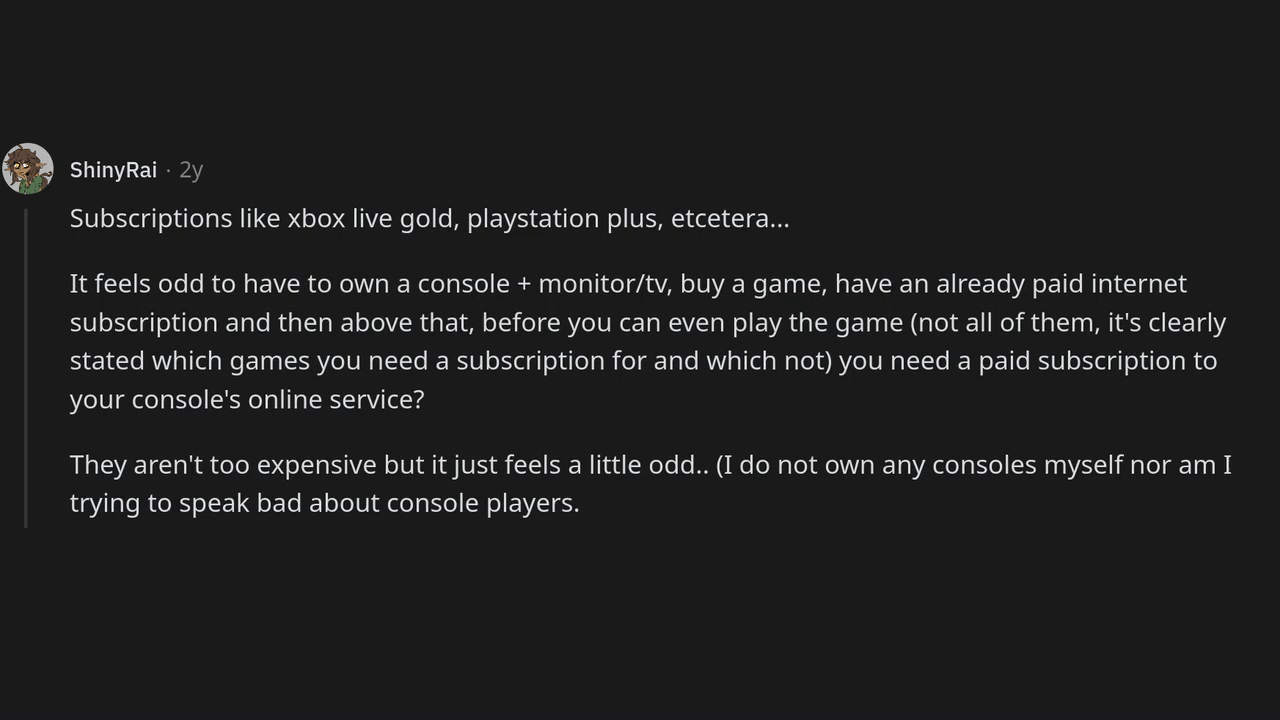 ShinyRai · 2y
Subscriptions like xbox live gold, playstation plus, etcetera...
It feels odd to have to own a console + monitor/tv, buy a game, have an already paid internet
subscription and then above that, before you can even play the game (not all of them, it's clearly
stated which games you need a subscription for and which not) you need a paid subscription to
your console's online service?
They aren't too expensive but it just feels a little odd.. (I do not own any consoles myself nor am I
trying to speak bad about console players.